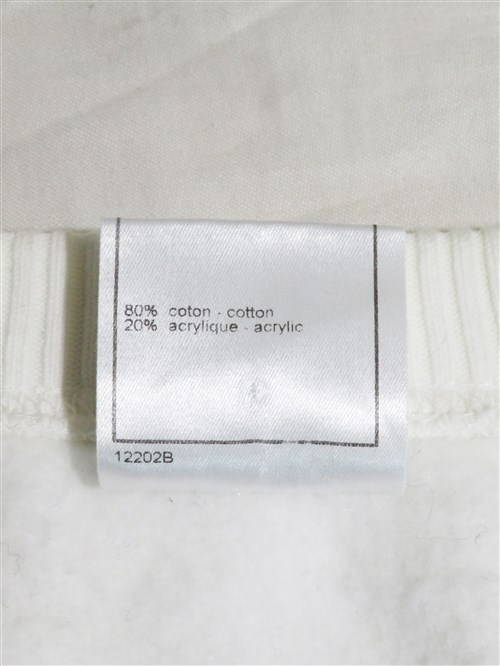 80% coton - cotton
20% acrylique - acrylic
12202B